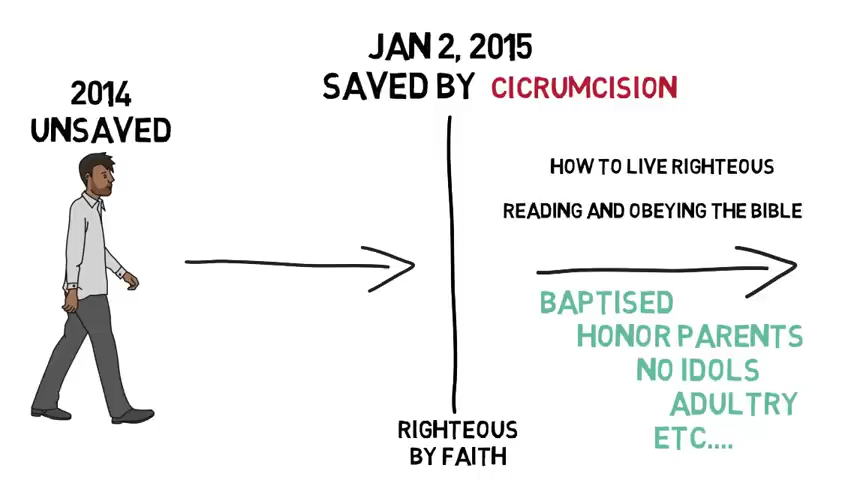 2014
UNSAVED
JAN 2, 2015
SAVED BY CICRUMCISION
HOW TO LIVE RIGHTEOUS
READING AND OBEYING THE BIBLE
BAPTISED
HONOR PARENTS
NO IDOLS
ADULTRY
ETC....
RIGHTEOUS
BY FAITH